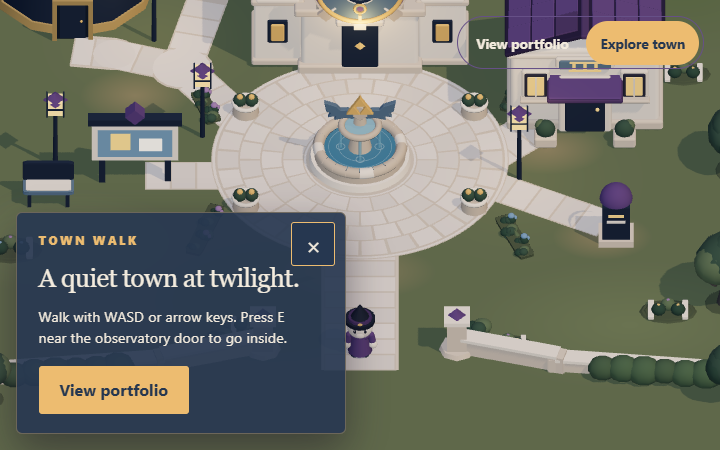 View portfolio
Explore town
TOWN WALK
A quiet town at twilight.
Walk with WASD or arrow keys. Press E
near the observatory door to go inside.
View portfolio